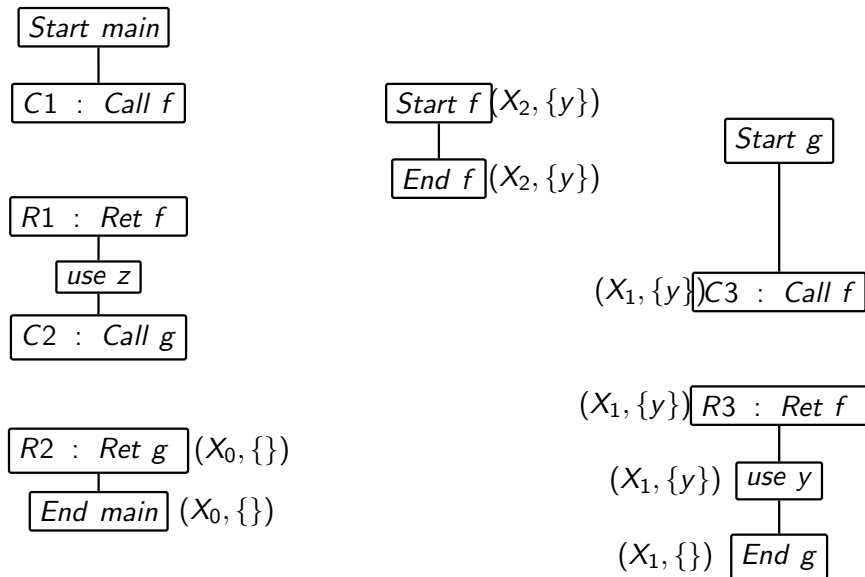 Start main
C1 : Call f
R1 : Ret f
use z
C2 : Call g
R2 : Ret g (X₀, {})
End main (X₀, {})
Start f (X₂, {y})
End f (X₂, {y})
Start g
(X₁, {y}) C3 : Call f
(X₁, {y}) R3 : Ret f
(X₁, {y}) use y
(X₁, {}) End g